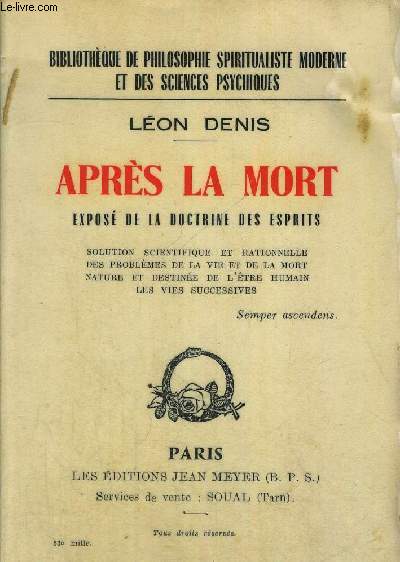 Le-Livre.com
BIBLIOTHÈQUE DE PHILOSOPHIE SPIRITUALISTE MODERNE
ET DES SCIENCES PSYCHIQUES
LÉON DENIS
APRÈS LA MORT
EXPOSÉ DE LA DOCTRINE DES ESPRITS
SOLUTION SCIENTIFIQUE ET RATIONNELLE
DES PROBLÈMES DE LA VIE ET DE LA MORT
NATURE ET DESTINÉE DE L'ÊTRE HUMAIN
LES VIES SUCCESSIVES
Semper ascendens.
PARIS
LES ÉDITIONS JEAN MEYER (B. P. S.)
Services de vente : SOUAL (Tarn).
Tous droits réservés.
mille.